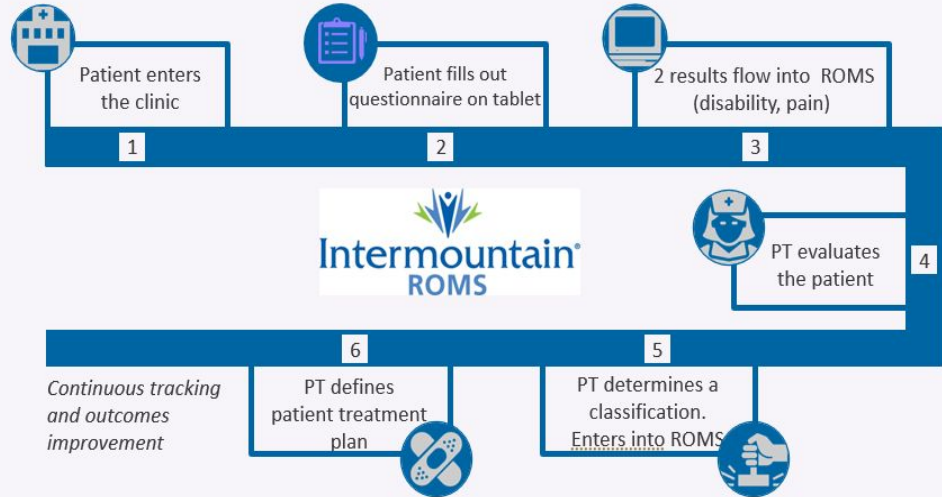 Patient enters
the clinic
1
Patient fills out
questionnaire on tablet
2
2 results flow into ROMS
(disability, pain)
3
Intermountain®
ROMS
PT evaluates
the patient
4
5
PT determines a
classification.
Enters into ROMS
6
PT defines
patient treatment
plan
Continuous tracking
and outcomes
improvement